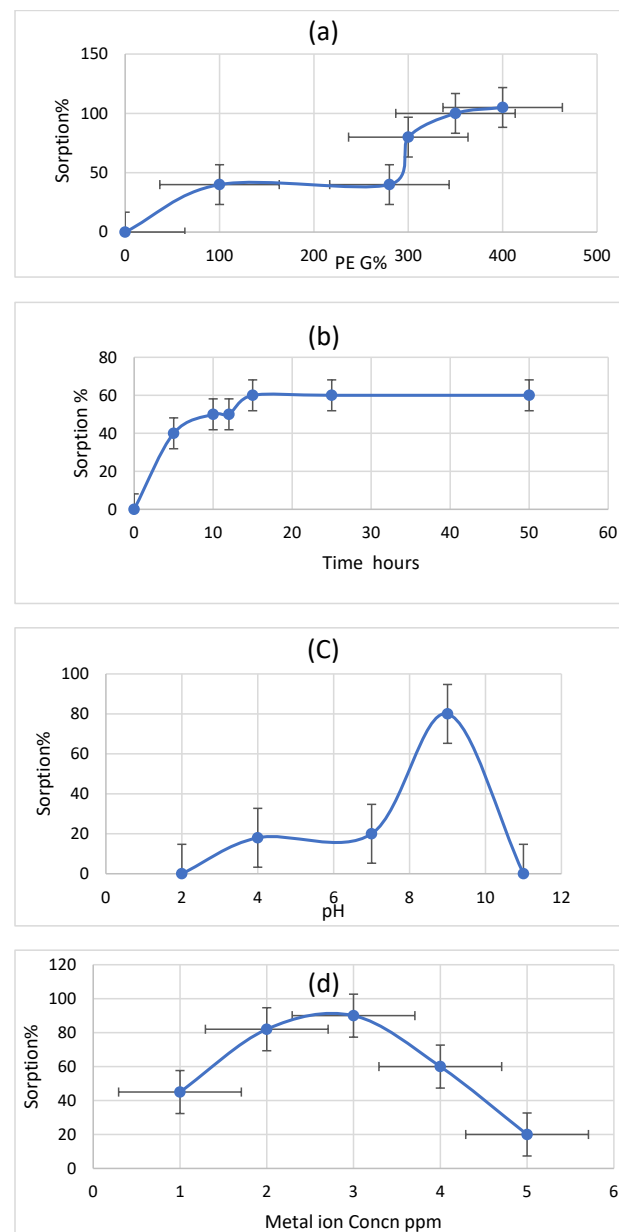 (a)
150
100
50
0
Sorption%
0 100 200 300 400 500
PE G%
(b)
80
60
40
20
0
Sorption %
0 10 20 30 40 50 60
Time hours
(C)
100
80
60
40
20
0
Sorption%
0 2 4 6 8 10 12
pH
(d)
120
100
80
60
40
20
0
Sorption%
0 1 2 3 4 5 6
Metal ion Concn ppm